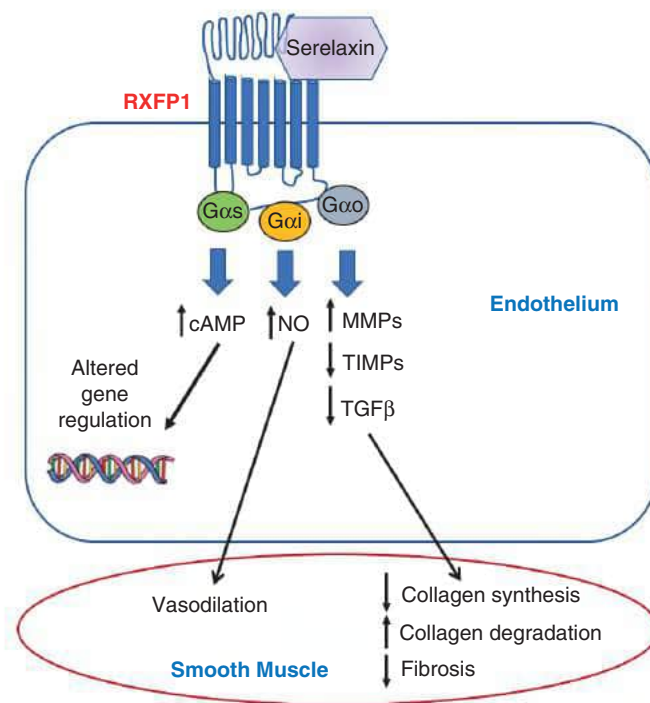 Serelaxin
RXFP1
Gαs
Gαi
Gαo
↑cAMP
↑NO
↑MMPs
↓TIMPs
↓TGFβ
Endothelium
Altered
gene
regulation
Vasodilation
↓Collagen synthesis
↑Collagen degradation
↓Fibrosis
Smooth Muscle